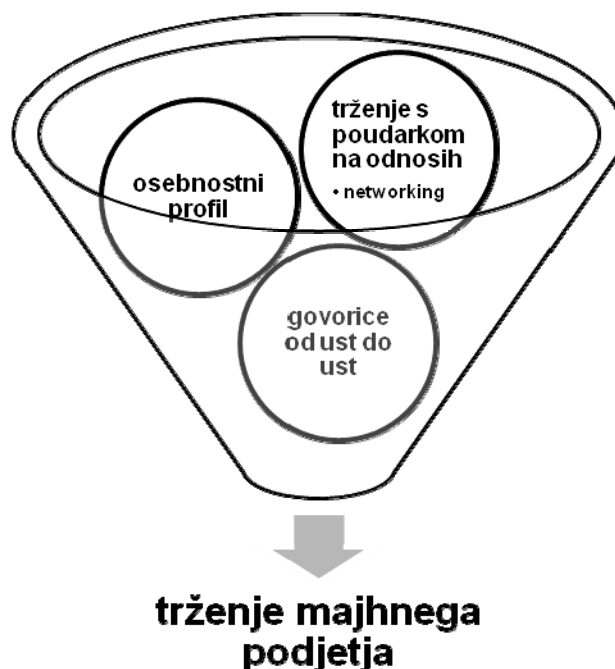 trženje s
poudarkom
na odnosih
• networking
osebnostni
profil
govorice
od ust do
ust
trženje majhnega
podjetja